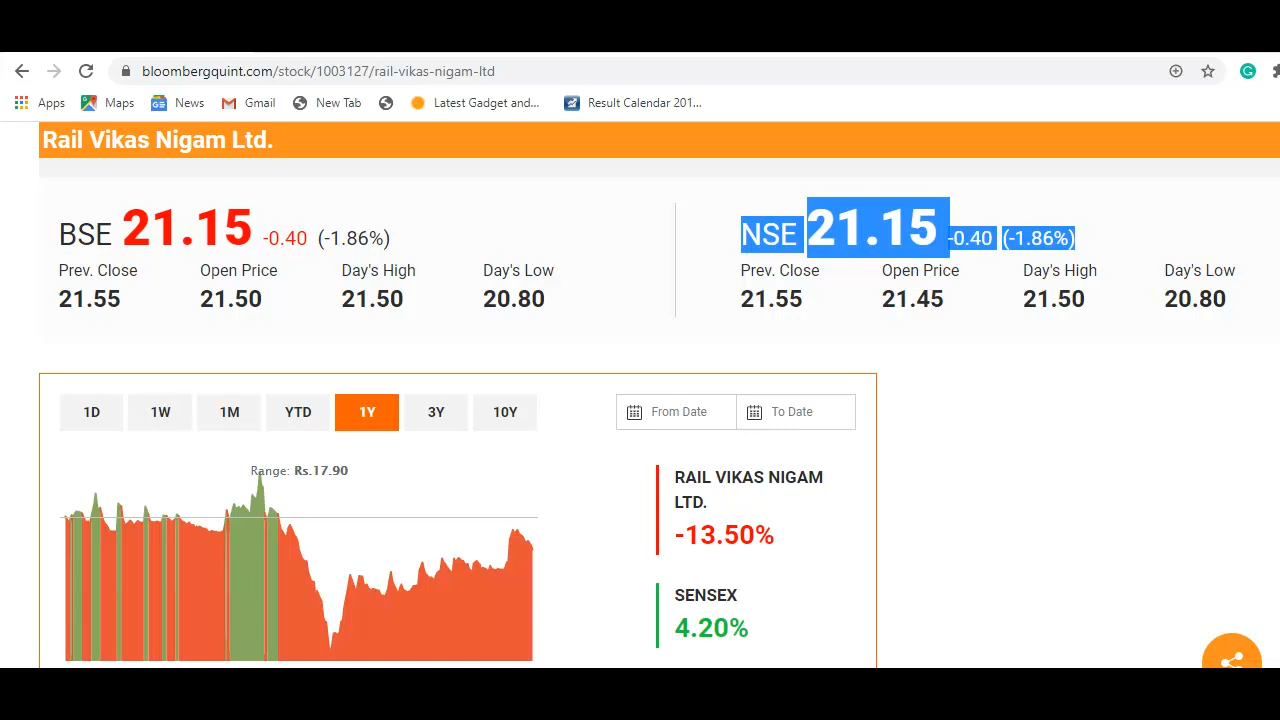 bloombergquint.com/stock/1003127/rail-vikas-nigam-ltd
Apps Maps News Gmail New Tab Latest Gadget and... Result Calendar 201...
Rail Vikas Nigam Ltd.
BSE 21.15 -0.40 (-1.86%)
Prev. Close Open Price Day's High Day's Low
21.55 21.50 21.50 20.80
NSE 21.15 -0.40 (-1.86%)
Prev. Close Open Price Day's High Day's Low
21.55 21.45 21.50 20.80
1D 1W 1M YTD 1Y 3Y 10Y
From Date To Date
Range: Rs.17.90
RAIL VIKAS NIGAM
LTD.
-13.50%
SENSEX
4.20%